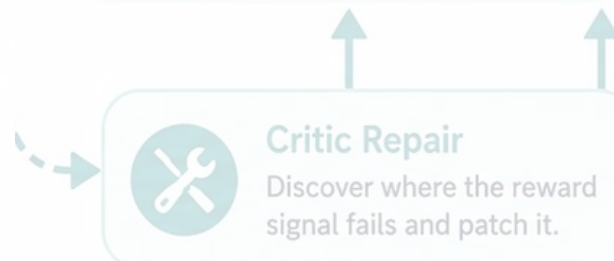 Critic Repair
Discover where the reward
signal fails and patch it.